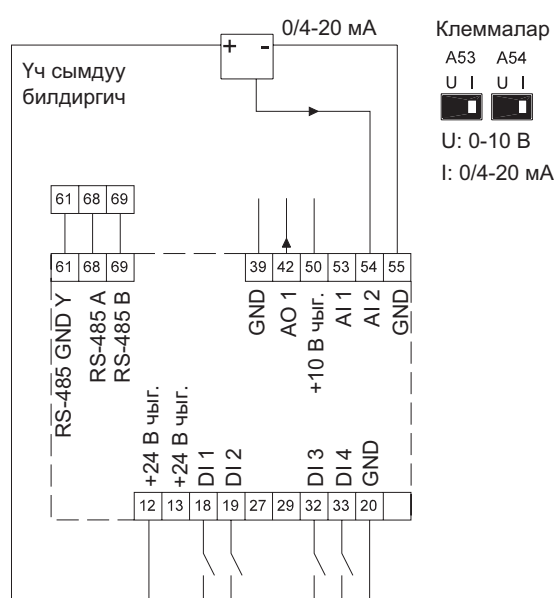 0/4-20 мА
+ -
Үч сымдуу
билдиргич
Клеммалар
A53 A54
U I U I
U: 0-10 В
I: 0/4-20 мА
61 68 69
61 68 69
39 42 50 53 54 55
RS-485 GND Y
RS-485 A
RS-485 B
GND
AO 1
+10 В чыг.
AI 1
AI 2
GND
+24 В чыг.
+24 В чыг.
DI 1
DI 2
DI 3
DI 4
GND
12 13 18 19 27 29 32 33 20